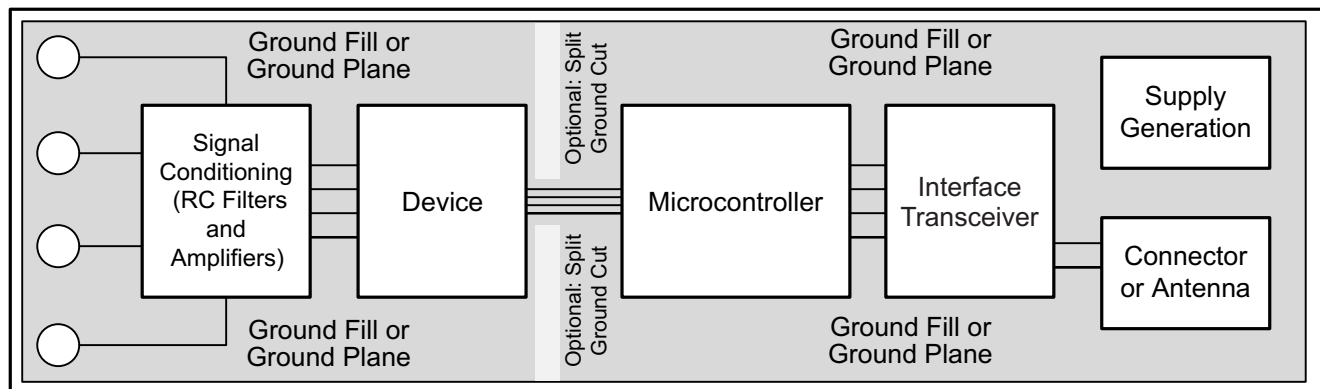 Ground Fill or
Ground Plane
Optional: Split
Ground Cut
Ground Fill or
Ground Plane
Supply
Generation
Signal
Conditioning
(RC Filters
and
Amplifiers)
Device
Microcontroller
Interface
Transceiver
Connector
or Antenna
Ground Fill or
Ground Plane
Optional: Split
Ground Cut
Ground Fill or
Ground Plane